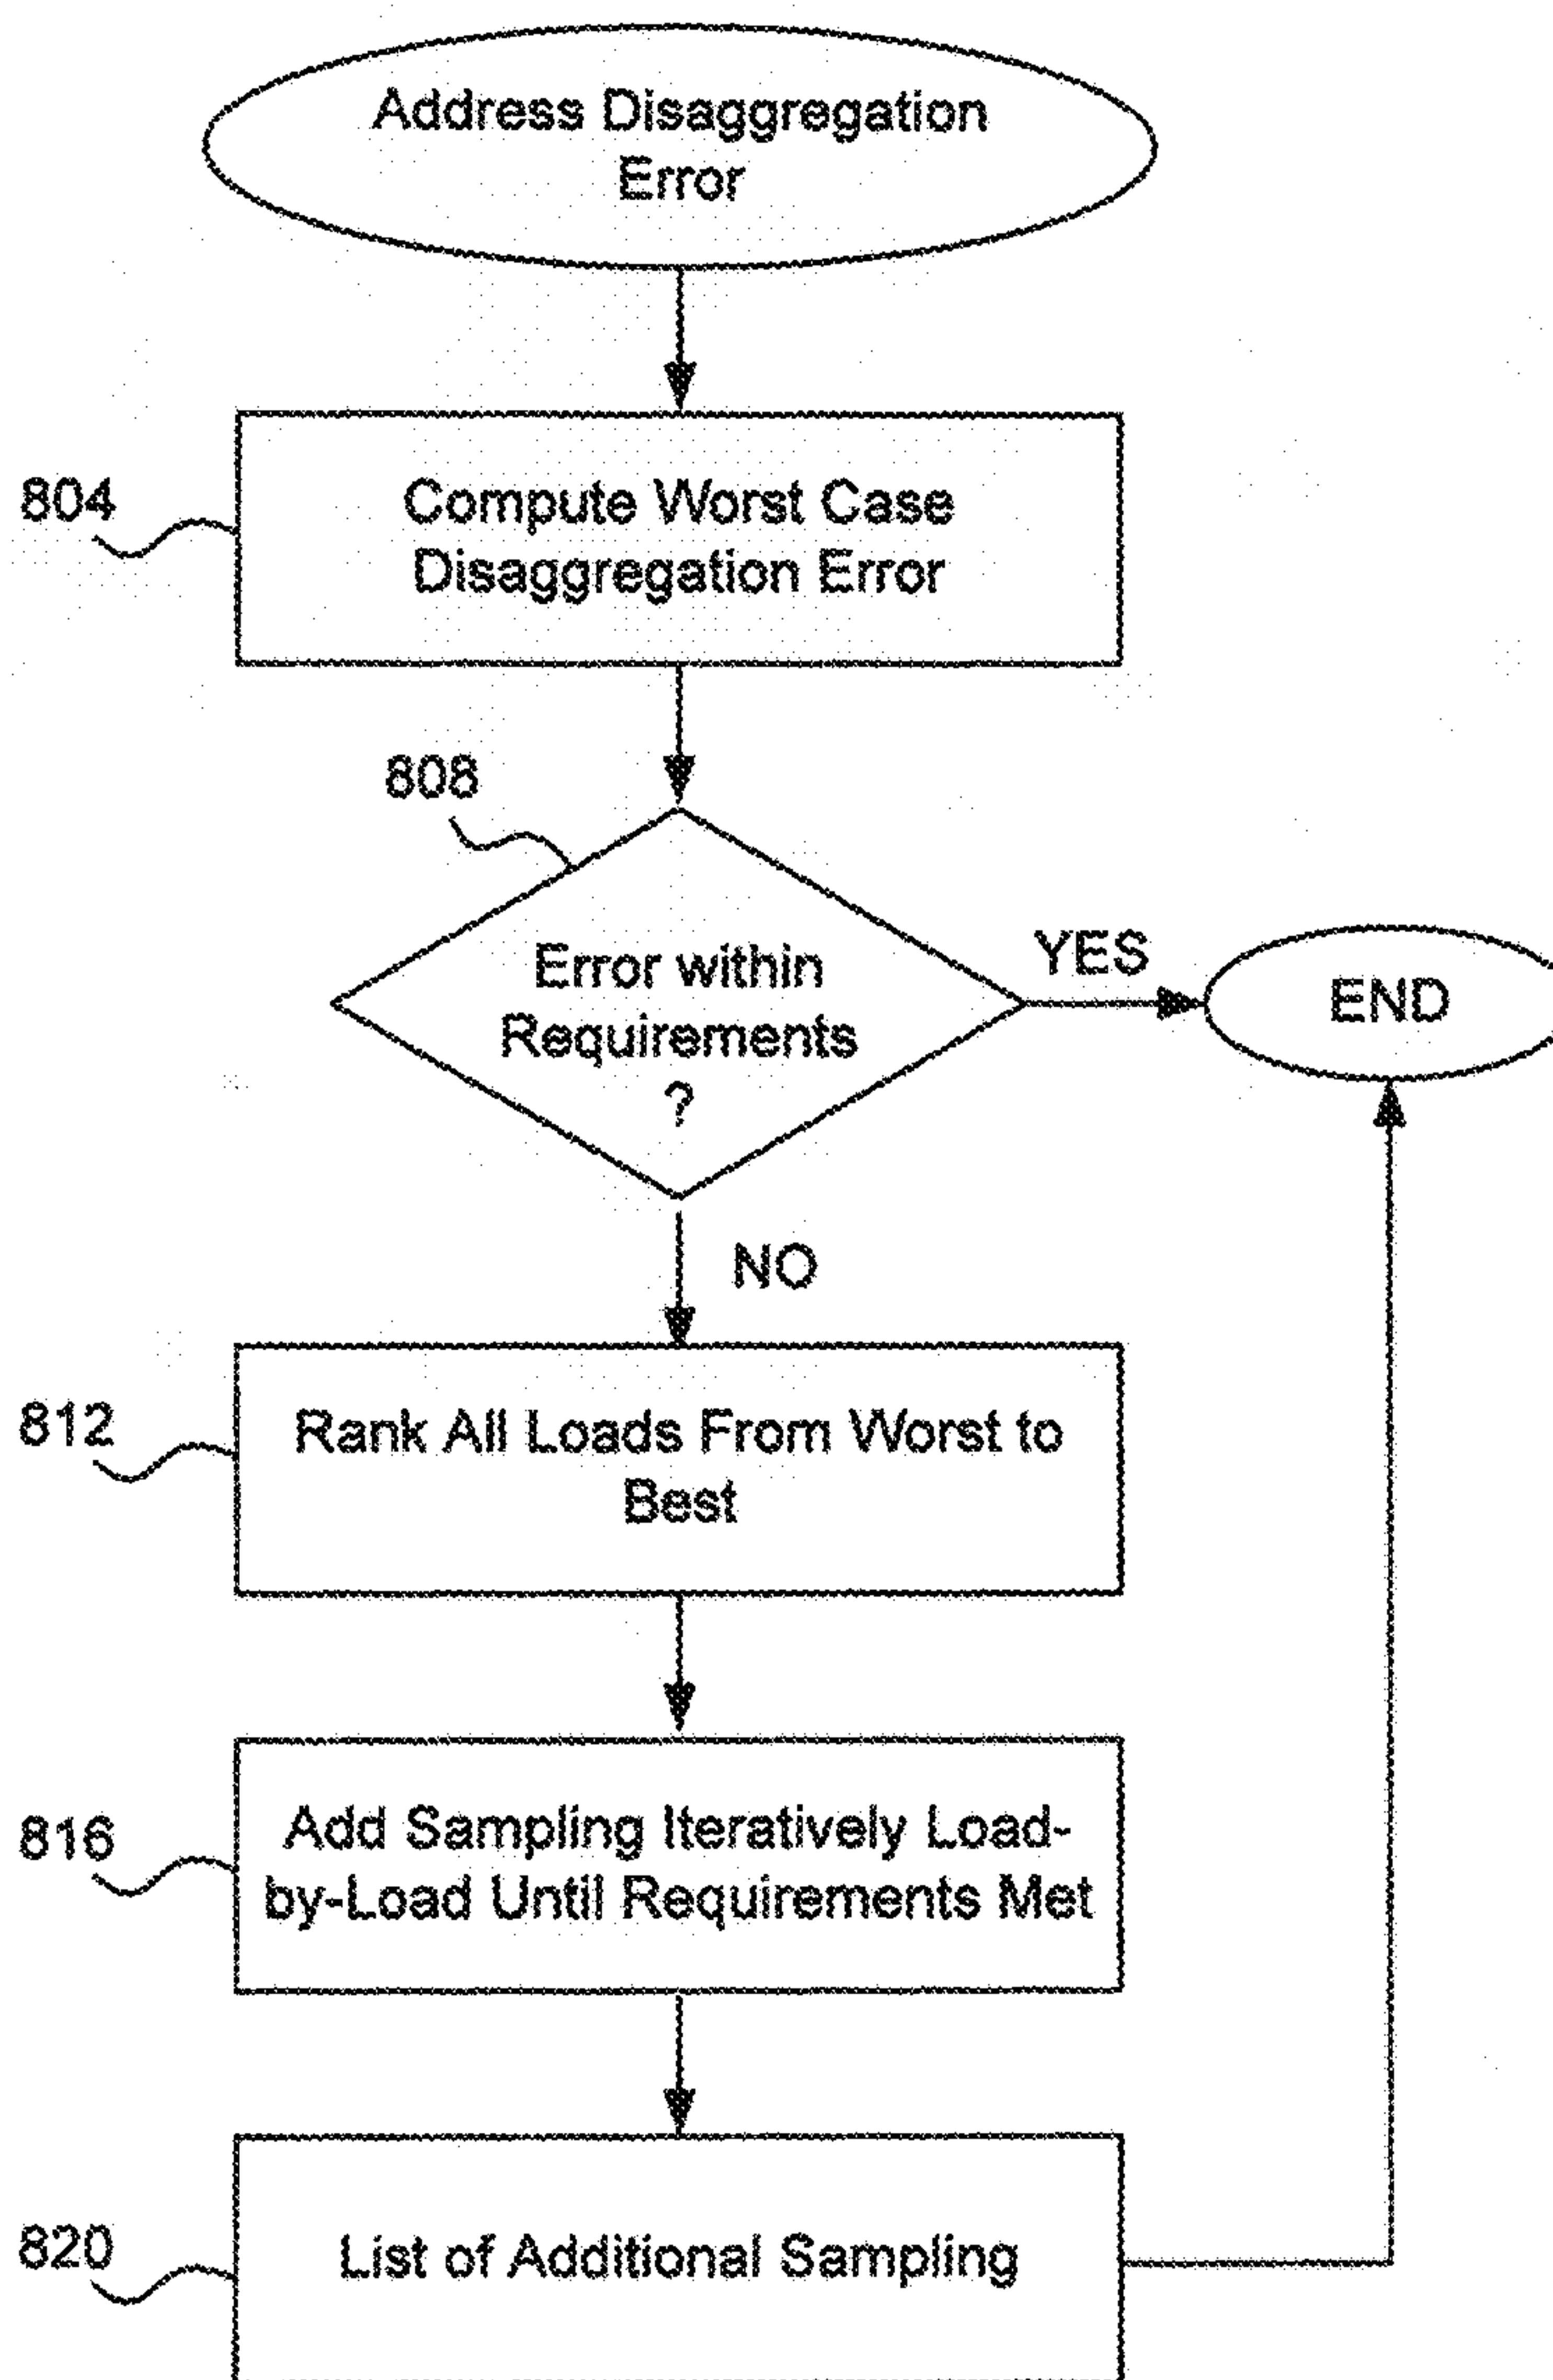 Address Disaggregation
Error
804
Compute Worst Case
Disaggregation Error
808
Error within
Requirements
?
YES
END
NO
812
Rank All Loads From Worst to
Best
816
Add Sampling Iteratively Load-
by-Load Until Requirements Met
820
List of Additional Sampling